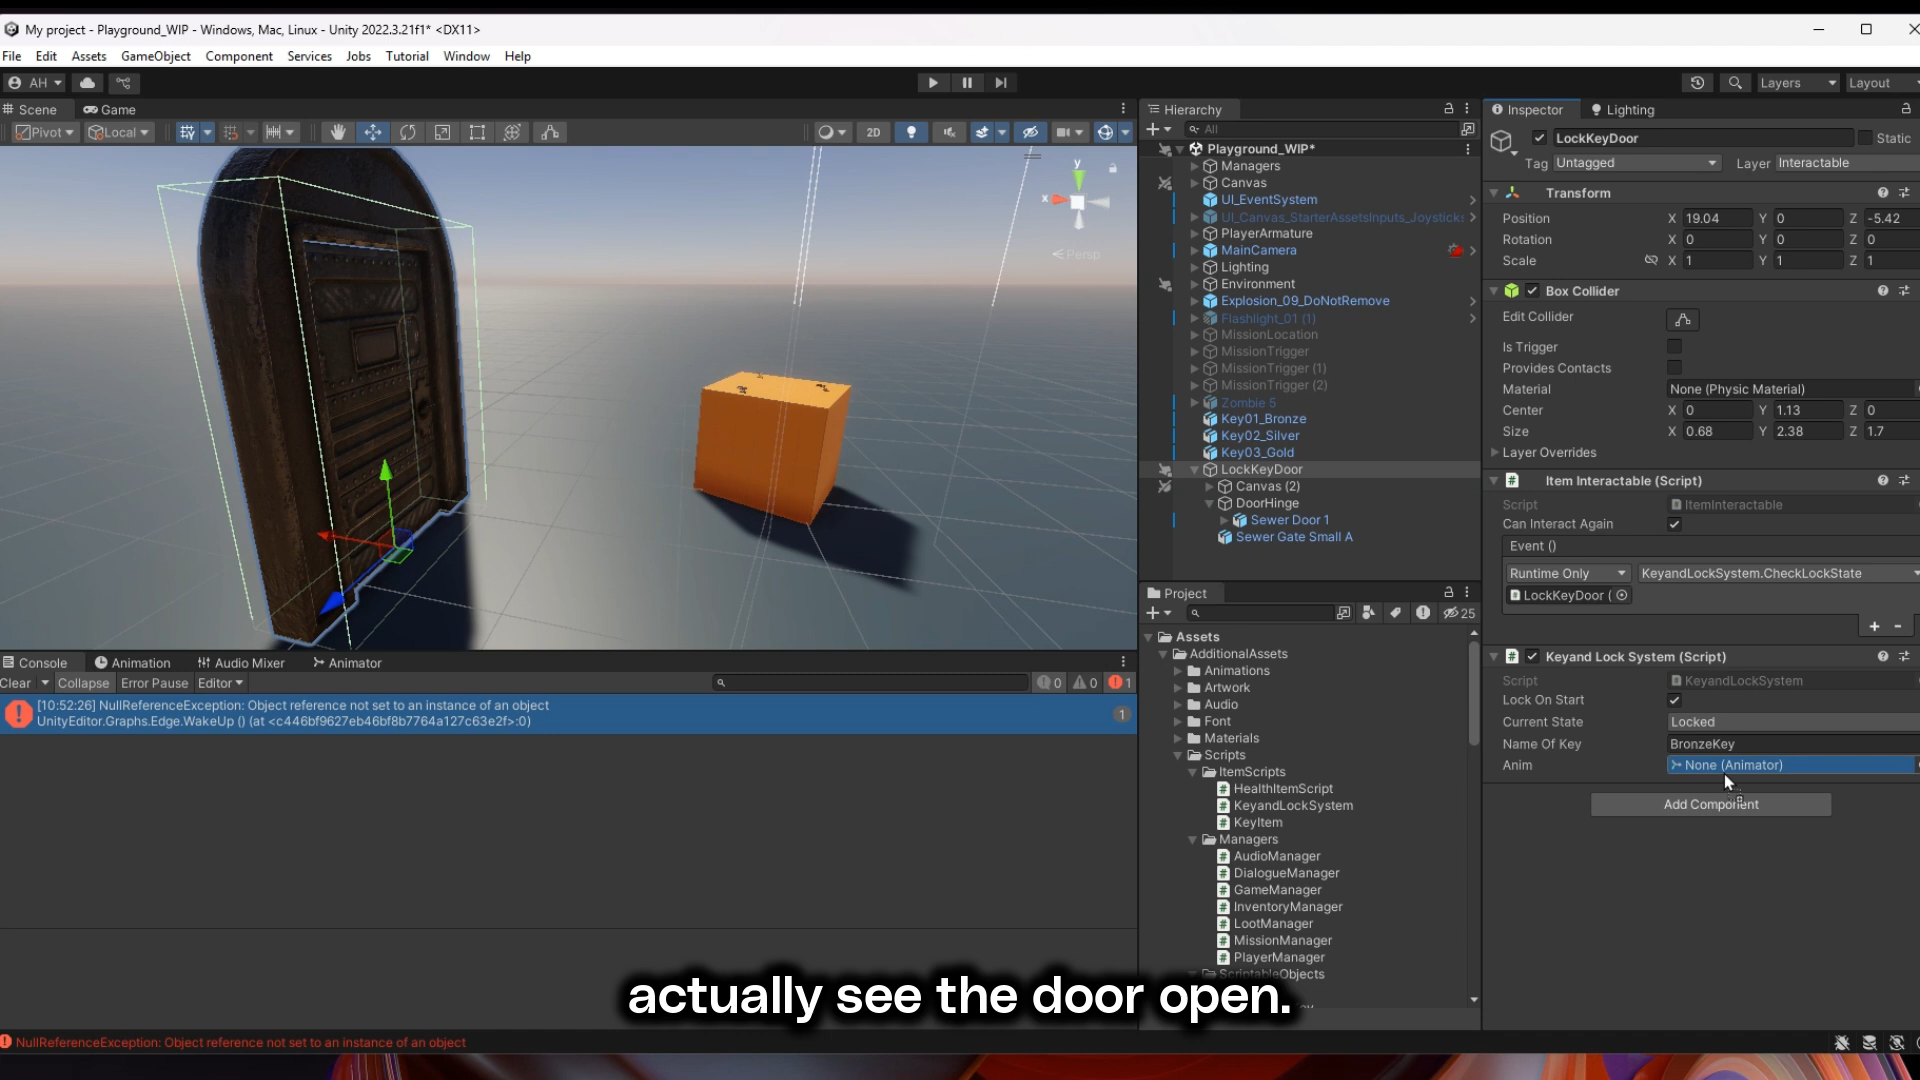 My project - Playground_WIP - Windows, Mac, Linux - Unity 2022.3.21f1* <DX11>
File Edit Assets GameObject Component Services Jobs Tutorial Window Help
AH Layers Layout
Scene Game
Pivot Local 2D
y
x
Persp
Hierarchy
All
Playground_WIP*
Managers
Canvas
UI_EventSystem
UI_Canvas_StarterAssetsInputs_Joysticks
PlayerArmature
MainCamera
Lighting
Environment
Explosion_09_DoNotRemove
Flashlight_01 (1)
MissionLocation
MissionTrigger
MissionTrigger (1)
MissionTrigger (2)
Zombie 5
Key01_Bronze
Key02_Silver
Key03_Gold
LockKeyDoor
Canvas (2)
DoorHinge
Sewer Door 1
Sewer Gate Small A
Project
25
Assets
AdditionalAssets
Animations
Artwork
Audio
Font
Materials
Scripts
ItemScripts
HealthItemScript
KeyandLockSystem
KeyItem
Managers
AudioManager
DialogueManager
GameManager
InventoryManager
LootManager
MissionManager
PlayerManager
ScriptableObjects
Inspector Lighting
LockKeyDoor Static
Tag Untagged Layer Interactable
Transform
Position X 19.04 Y 0 Z -5.42
Rotation X 0 Y 0 Z 0
Scale X 1 Y 1 Z 1
Box Collider
Edit Collider
Is Trigger
Provides Contacts
Material None (Physic Material)
Center X 0 Y 1.13 Z 0
Size X 0.68 Y 2.38 Z 1.7
Layer Overrides
Item Interactable (Script)
Script ItemInteractable
Can Interact Again
Event ()
Runtime Only KeyandLockSystem.CheckLockState
LockKeyDoor (
+ -
Keyand Lock System (Script)
Script KeyandLockSystem
Lock On Start
Current State Locked
Name Of Key BronzeKey
Anim None (Animator)
Add Component
Console Animation Audio Mixer Animator
Clear Collapse Error Pause Editor 0 0 1
[10:52:26] NullReferenceException: Object reference not set to an instance of an object
UnityEditor.Graphs.Edge.WakeUp () (at <c446bf9627eb46bf8b7764a127c63e2f>:0)
1
actually see the door open.
NullReferenceException: Object reference not set to an instance of an object